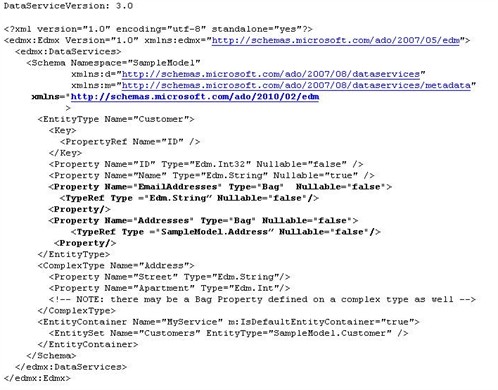 DataServiceVersion: 3.0
<?xml version="1.0" encoding="utf-8" standalone="yes"?>
<edmx:Edmx Version="1.0" xmlns:edmx="http://schemas.microsoft.com/ado/2007/05/edm">
<edmx:DataServices>
<Schema Namespace="SampleModel"
xmlns:d="http://schemas.microsoft.com/ado/2007/08/dataservices"
xmlns:m="http://schemas.microsoft.com/ado/2007/08/dataservices/metadata"
xmlns="http://schemas.microsoft.com/ado/2010/02/edm
>
<EntityType Name="Customer">
<Key>
<PropertyRef Name="ID" />
</Key>
<Property Name="ID" Type="Edm.Int32" Nullable="false" />
<Property Name="Name" Type="Edm.String" Nullable="true" />
<Property Name="EmailAddresses" Type="Bag" Nullable="false">
<TypeRef Type ="Edm.String” Nullable="false"/>
<Property/>
<Property Name="Addresses" Type="Bag" Nullable="false">
<TypeRef Type ="SampleModel.Address” Nullable="false"/>
<Property/>
</EntityType>
<ComplexType Name="Address">
<Property Name="Street" Type="Edm.String"/>
<Property Name="Apartment" Type="Edm.Int"/>
<!-- NOTE: there may be a Bag Property defined on a complex type as well -->
</ComplexType>
<EntityContainer Name="MyService" m:IsDefaultEntityContainer="true">
<EntitySet Name="Customers" EntityType="SampleModel.Customer" />
</EntityContainer>
</Schema>
</edmx:DataServices>
</edmx:Edmx>